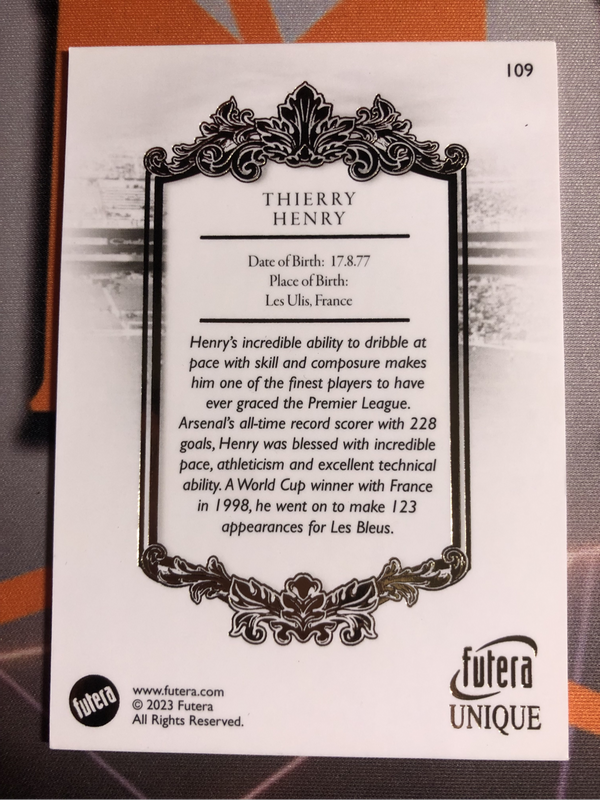 109
THIERRY
HENRY
Date of Birth: 17.8.77
Place of Birth:
Les Ulis, France
Henry's incredible ability to dribble at
pace with skill and composure makes
him one of the finest players to have
ever graced the Premier League.
Arsenal's all-time record scorer with 228
goals, Henry was blessed with incredible
pace, athleticism and excellent technical
ability. A World Cup winner with France
in 1998, he went on to make 123
appearances for Les Bleus.
futera
www.futera.com
© 2023 Futera
All Rights Reserved.
futera
UNIQUE